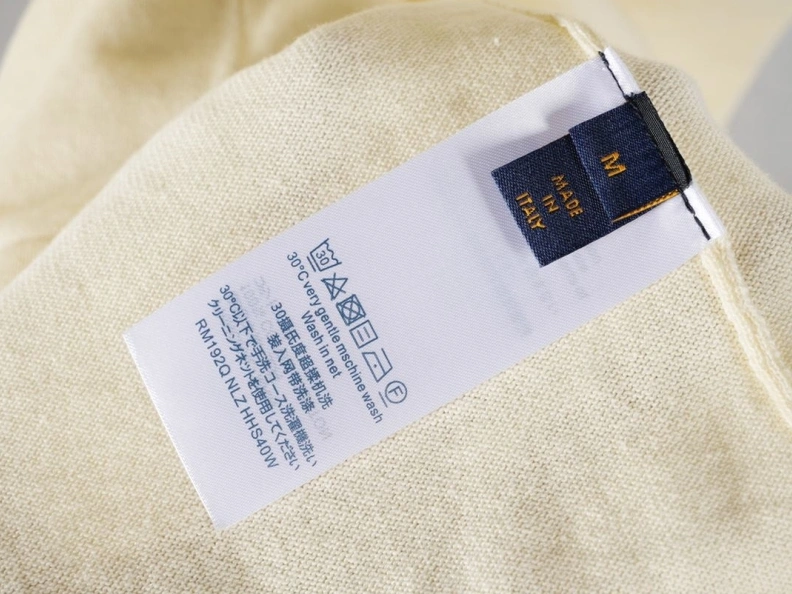 M
MADE
IN
ITALY
30
F
30°C very gentle mschine wash
Wash in net
30摄氏度超揉机洗
装入网带洗涤
30°C以下で手洗コース洗濯機洗い
クリーニングネットを使用してください
RM192Q NLZ HHS40W